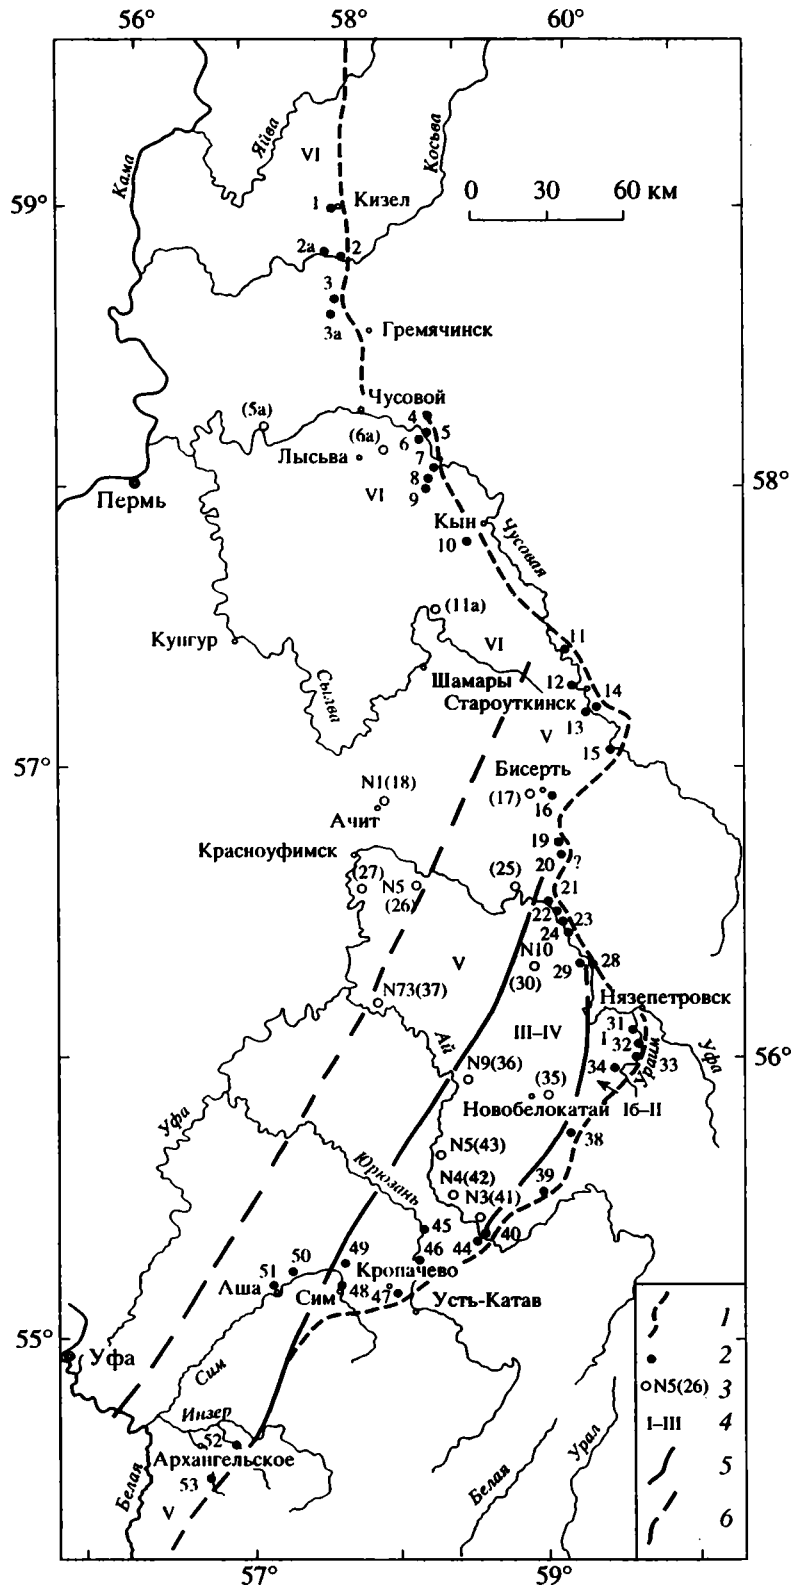 56° 58° 60°
Яйва
Косьва
Кама
VI
59°
1 Кизел
0 30 60 км
2а 2
3
3а Гремячинск
Чусовой
(5а) 4
(6а) 6 5
Лысьва 7
8
VI 9
Пермь
58°
Кын
10
Чусовая
(11а)
11
Кунгур
VI
Шамары
12 14
Староуткинск
13
Сылва
V
15
57°
Бисерть
N1(18)
(17) 16
Ачит
19
Красноуфимск
20 ?
(27) N5 (25)
(26)
21
22 23
24
N10
V
29 28
(30)
N73(37)
Нязепетровск
Ай
III–IV
31
I
32
56°
N9(36)
34 33
Ураим
Уфа
(35)
Новобелокатай Iб–II
Уфа
38
N5(43)
Юрюзань
N4(42)
39
N3(41)
45
40
44
49 46
50
51 Кропачево
Аша Сим 48 47
Усть-Катав
55°
Уфа
Сим
Инзер
52
Архангельское
53
Белая
V
Белая
Урал
1
2
N5(26) 3
I–III 4
5
6
57° 59°